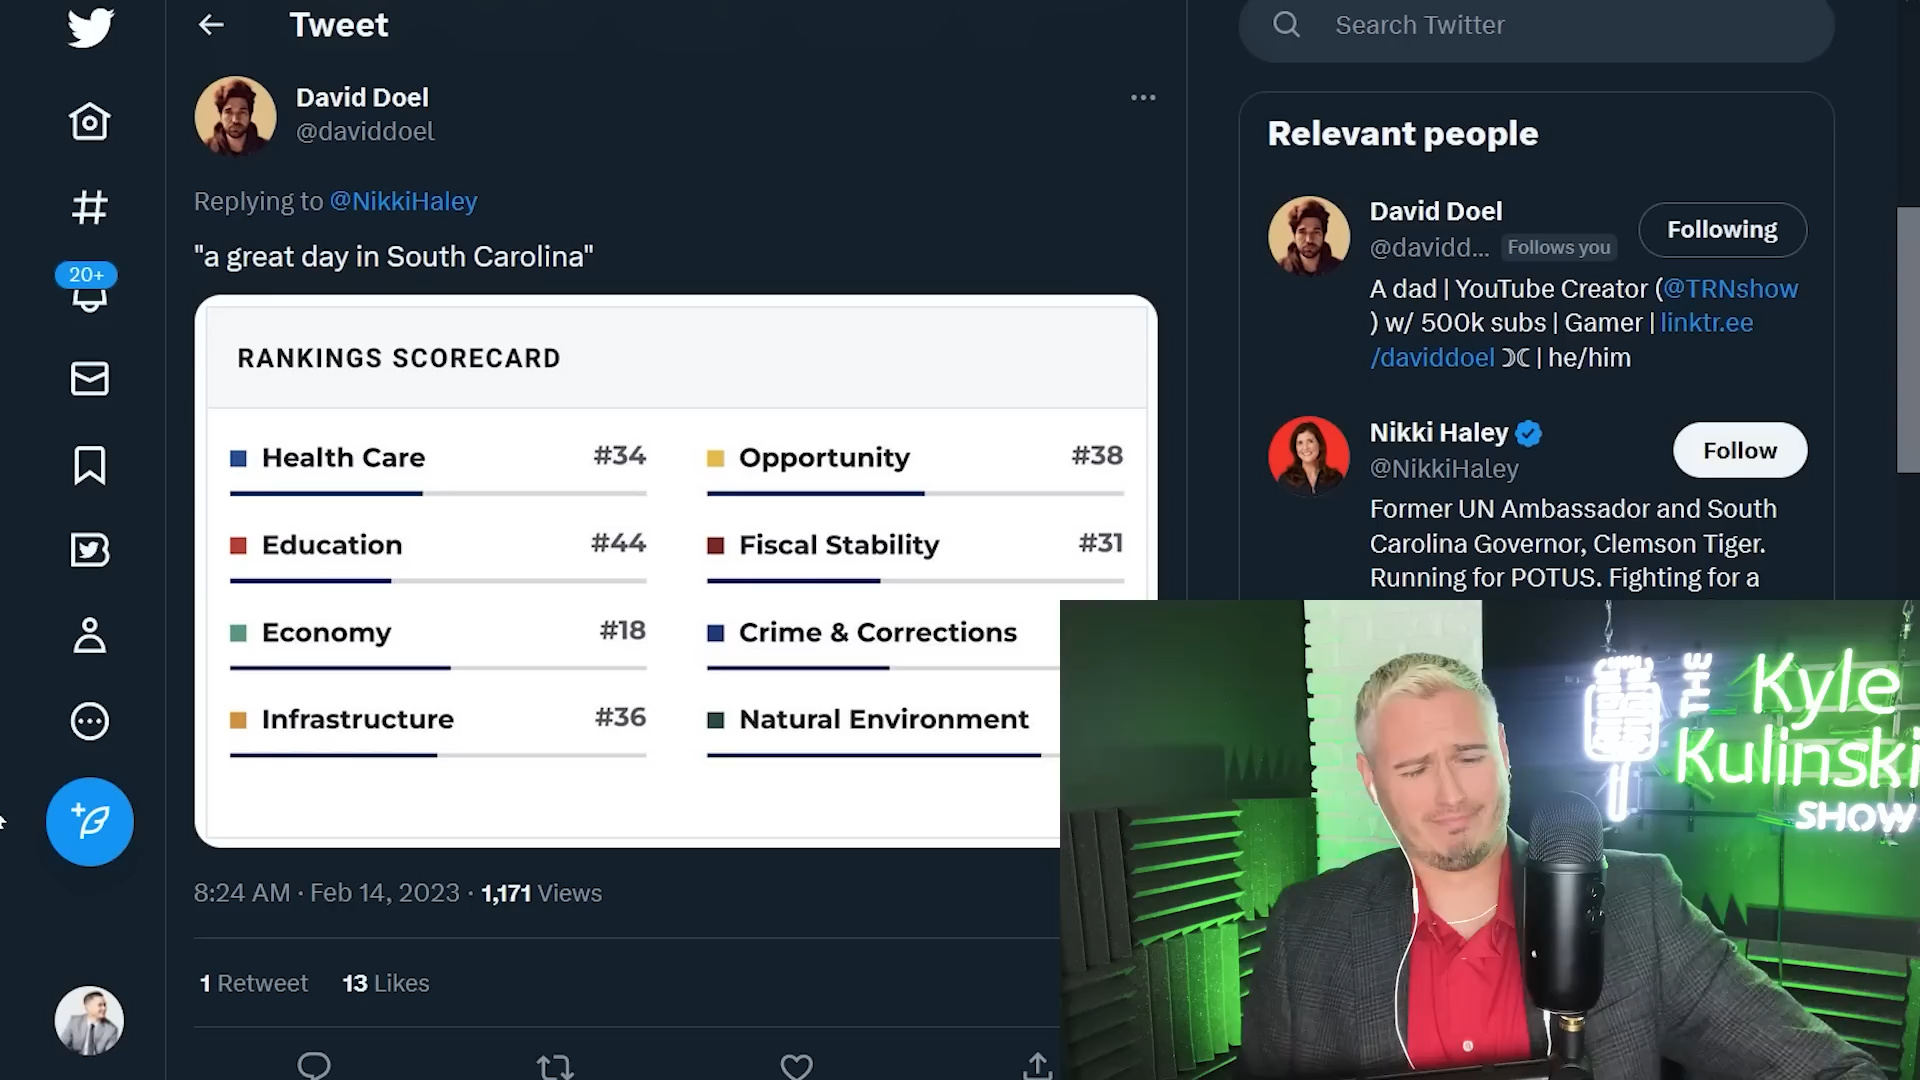 Tweet
Search Twitter
David Doel
@daviddoel
Replying to @NikkiHaley
"a great day in South Carolina"
RANKINGS SCORECARD
Health Care #34
Opportunity #38
Education #44
Fiscal Stability #31
Economy #18
Crime & Corrections
Infrastructure #36
Natural Environment
8:24 AM · Feb 14, 2023 · 1,171 Views
1 Retweet 13 Likes
20+
Relevant people
David Doel
@davidd... Follows you
Following
A dad | YouTube Creator (@TRNshow
) w/ 500k subs | Gamer | linktr.ee
/daviddoel ☽☾ | he/him
Nikki Haley
@NikkiHaley
Follow
Former UN Ambassador and South
Carolina Governor, Clemson Tiger.
Running for POTUS. Fighting for a
THE
Kyle
Kulinski
SHOW